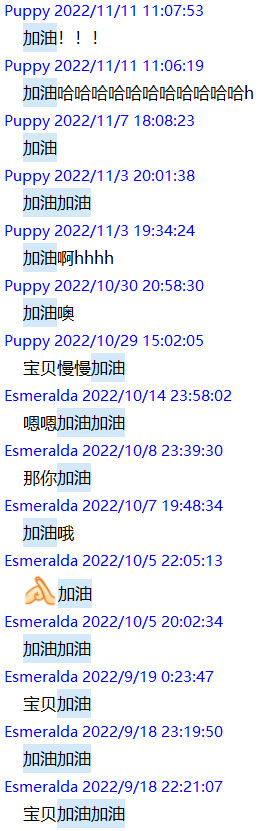 Puppy 2022/11/11 11:07:53
加油！！！
Puppy 2022/11/11 11:06:19
加油哈哈哈哈哈哈哈哈哈哈哈h
Puppy 2022/11/7 18:08:23
加油
Puppy 2022/11/3 20:01:38
加油加油
Puppy 2022/11/3 19:34:24
加油啊hhhh
Puppy 2022/10/30 20:58:30
加油噢
Puppy 2022/10/29 15:02:05
宝贝慢慢加油
Esmeralda 2022/10/14 23:58:02
嗯嗯加油加油
Esmeralda 2022/10/8 23:39:30
那你加油
Esmeralda 2022/10/7 19:48:34
加油哦
Esmeralda 2022/10/5 22:05:13
加油
Esmeralda 2022/10/5 20:02:34
加油加油
Esmeralda 2022/9/19 0:23:47
宝贝加油
Esmeralda 2022/9/18 23:19:50
加油加油
Esmeralda 2022/9/18 22:21:07
宝贝加油加油